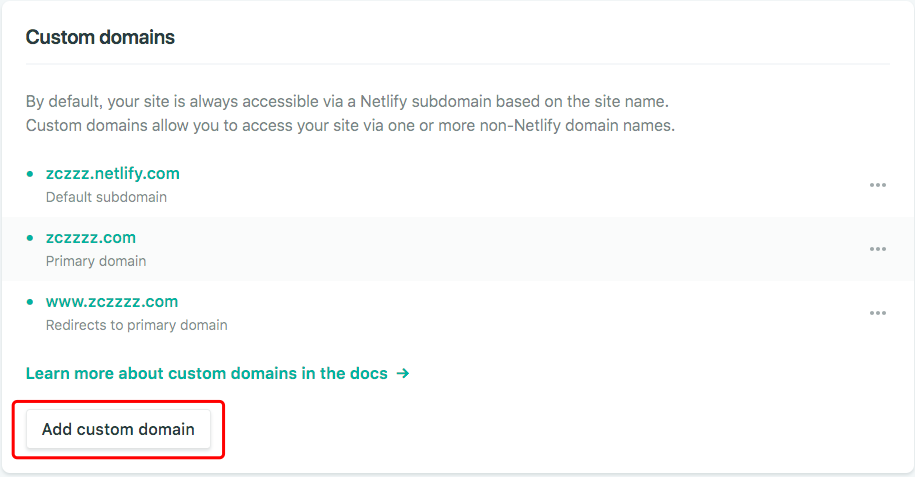 Custom domains
By default, your site is always accessible via a Netlify subdomain based on the site name.
Custom domains allow you to access your site via one or more non-Netlify domain names.
zczzz.netlify.com
Default subdomain
zczzzz.com
Primary domain
www.zczzzz.com
Redirects to primary domain
Learn more about custom domains in the docs →
Add custom domain